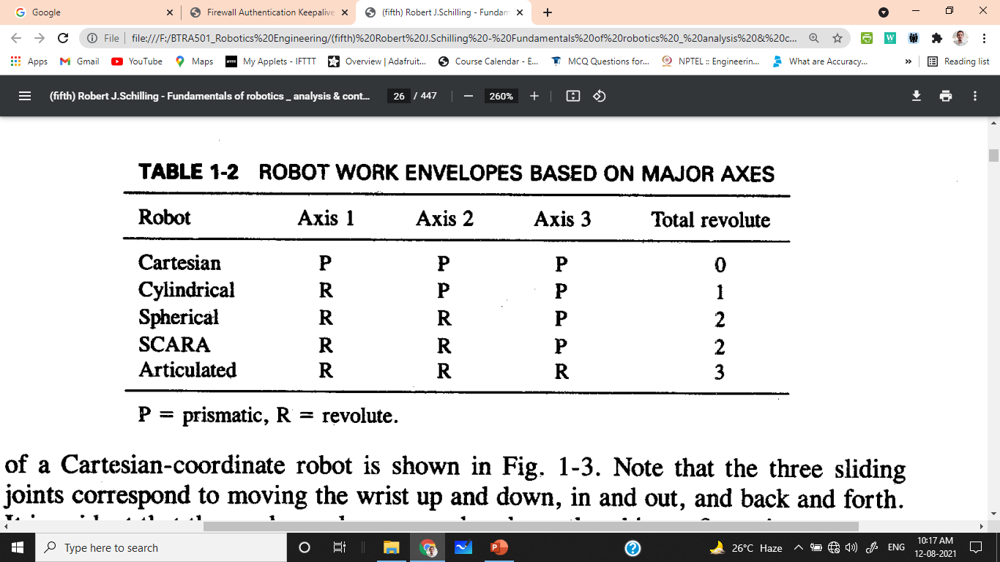 Google
Firewall Authentication Keepalive
(fifth) Robert J.Schilling - Fundam
File
file:///F:/BTRA501_Robotics%20Engineering/(fifth)%20Robert%20J.Schilling%20-%20Fundamentals%20of%20robotics%20_%20analysis%20&%20c...
Apps
Gmail
YouTube
Maps
My Applets - IFTTT
Overview | Adafruit...
Course Calendar - E...
MCQ Questions for...
NPTEL :: Engineerin...
What are Accuracy...
»
Reading list
(fifth) Robert J.Schilling - Fundamentals of robotics _ analysis & cont...
26 / 447
260%
TABLE 1-2 ROBOT WORK ENVELOPES BASED ON MAJOR AXES
Robot Axis 1 Axis 2 Axis 3 Total revolute
Cartesian P P P 0
Cylindrical R P P 1
Spherical R R P 2
SCARA R R P 2
Articulated R R R 3
P = prismatic, R = revolute.
of a Cartesian-coordinate robot is shown in Fig. 1-3. Note that the three sliding
joints correspond to moving the wrist up and down, in and out, and back and forth.
Type here to search
26°C Haze
ENG
10:17 AM
12-08-2021